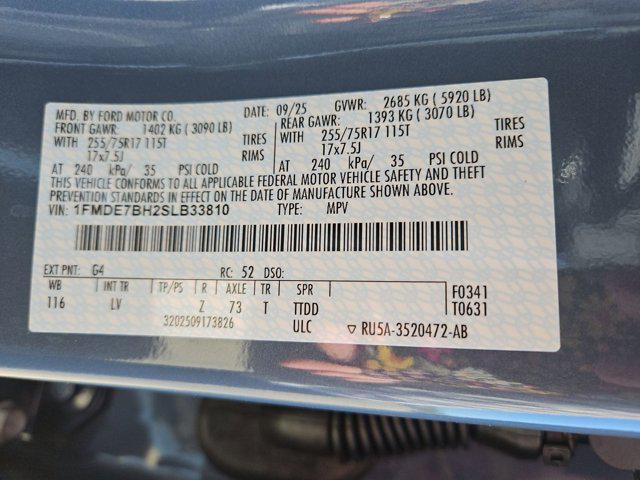 MFD. BY FORD MOTOR CO. DATE: 09/25 GVWR: 2685 KG ( 5920 LB)
FRONT GAWR: 1402 KG ( 3090 LB) REAR GAWR: 1393 KG ( 3070 LB)
WITH 255/75R17 115T TIRES WITH 255/75R17 115T TIRES
17x7.5J RIMS 17x7.5J RIMS
AT 240 kPa/ 35 PSI COLD AT 240 kPa/ 35 PSI COLD
THIS VEHICLE CONFORMS TO ALL APPLICABLE FEDERAL MOTOR VEHICLE SAFETY AND THEFT
PREVENTION STANDARDS IN EFFECT ON THE DATE OF MANUFACTURE SHOWN ABOVE.
VIN: 1FMDE7BH2SLB33810 TYPE: MPV
EXT PNT: G4 RC: 52 DSO:
WB INT TR TP/PS R AXLE TR SPR F0341
116 LV Z 73 T TTDD T0631
3202509173826 ULC RU5A-3520472-AB